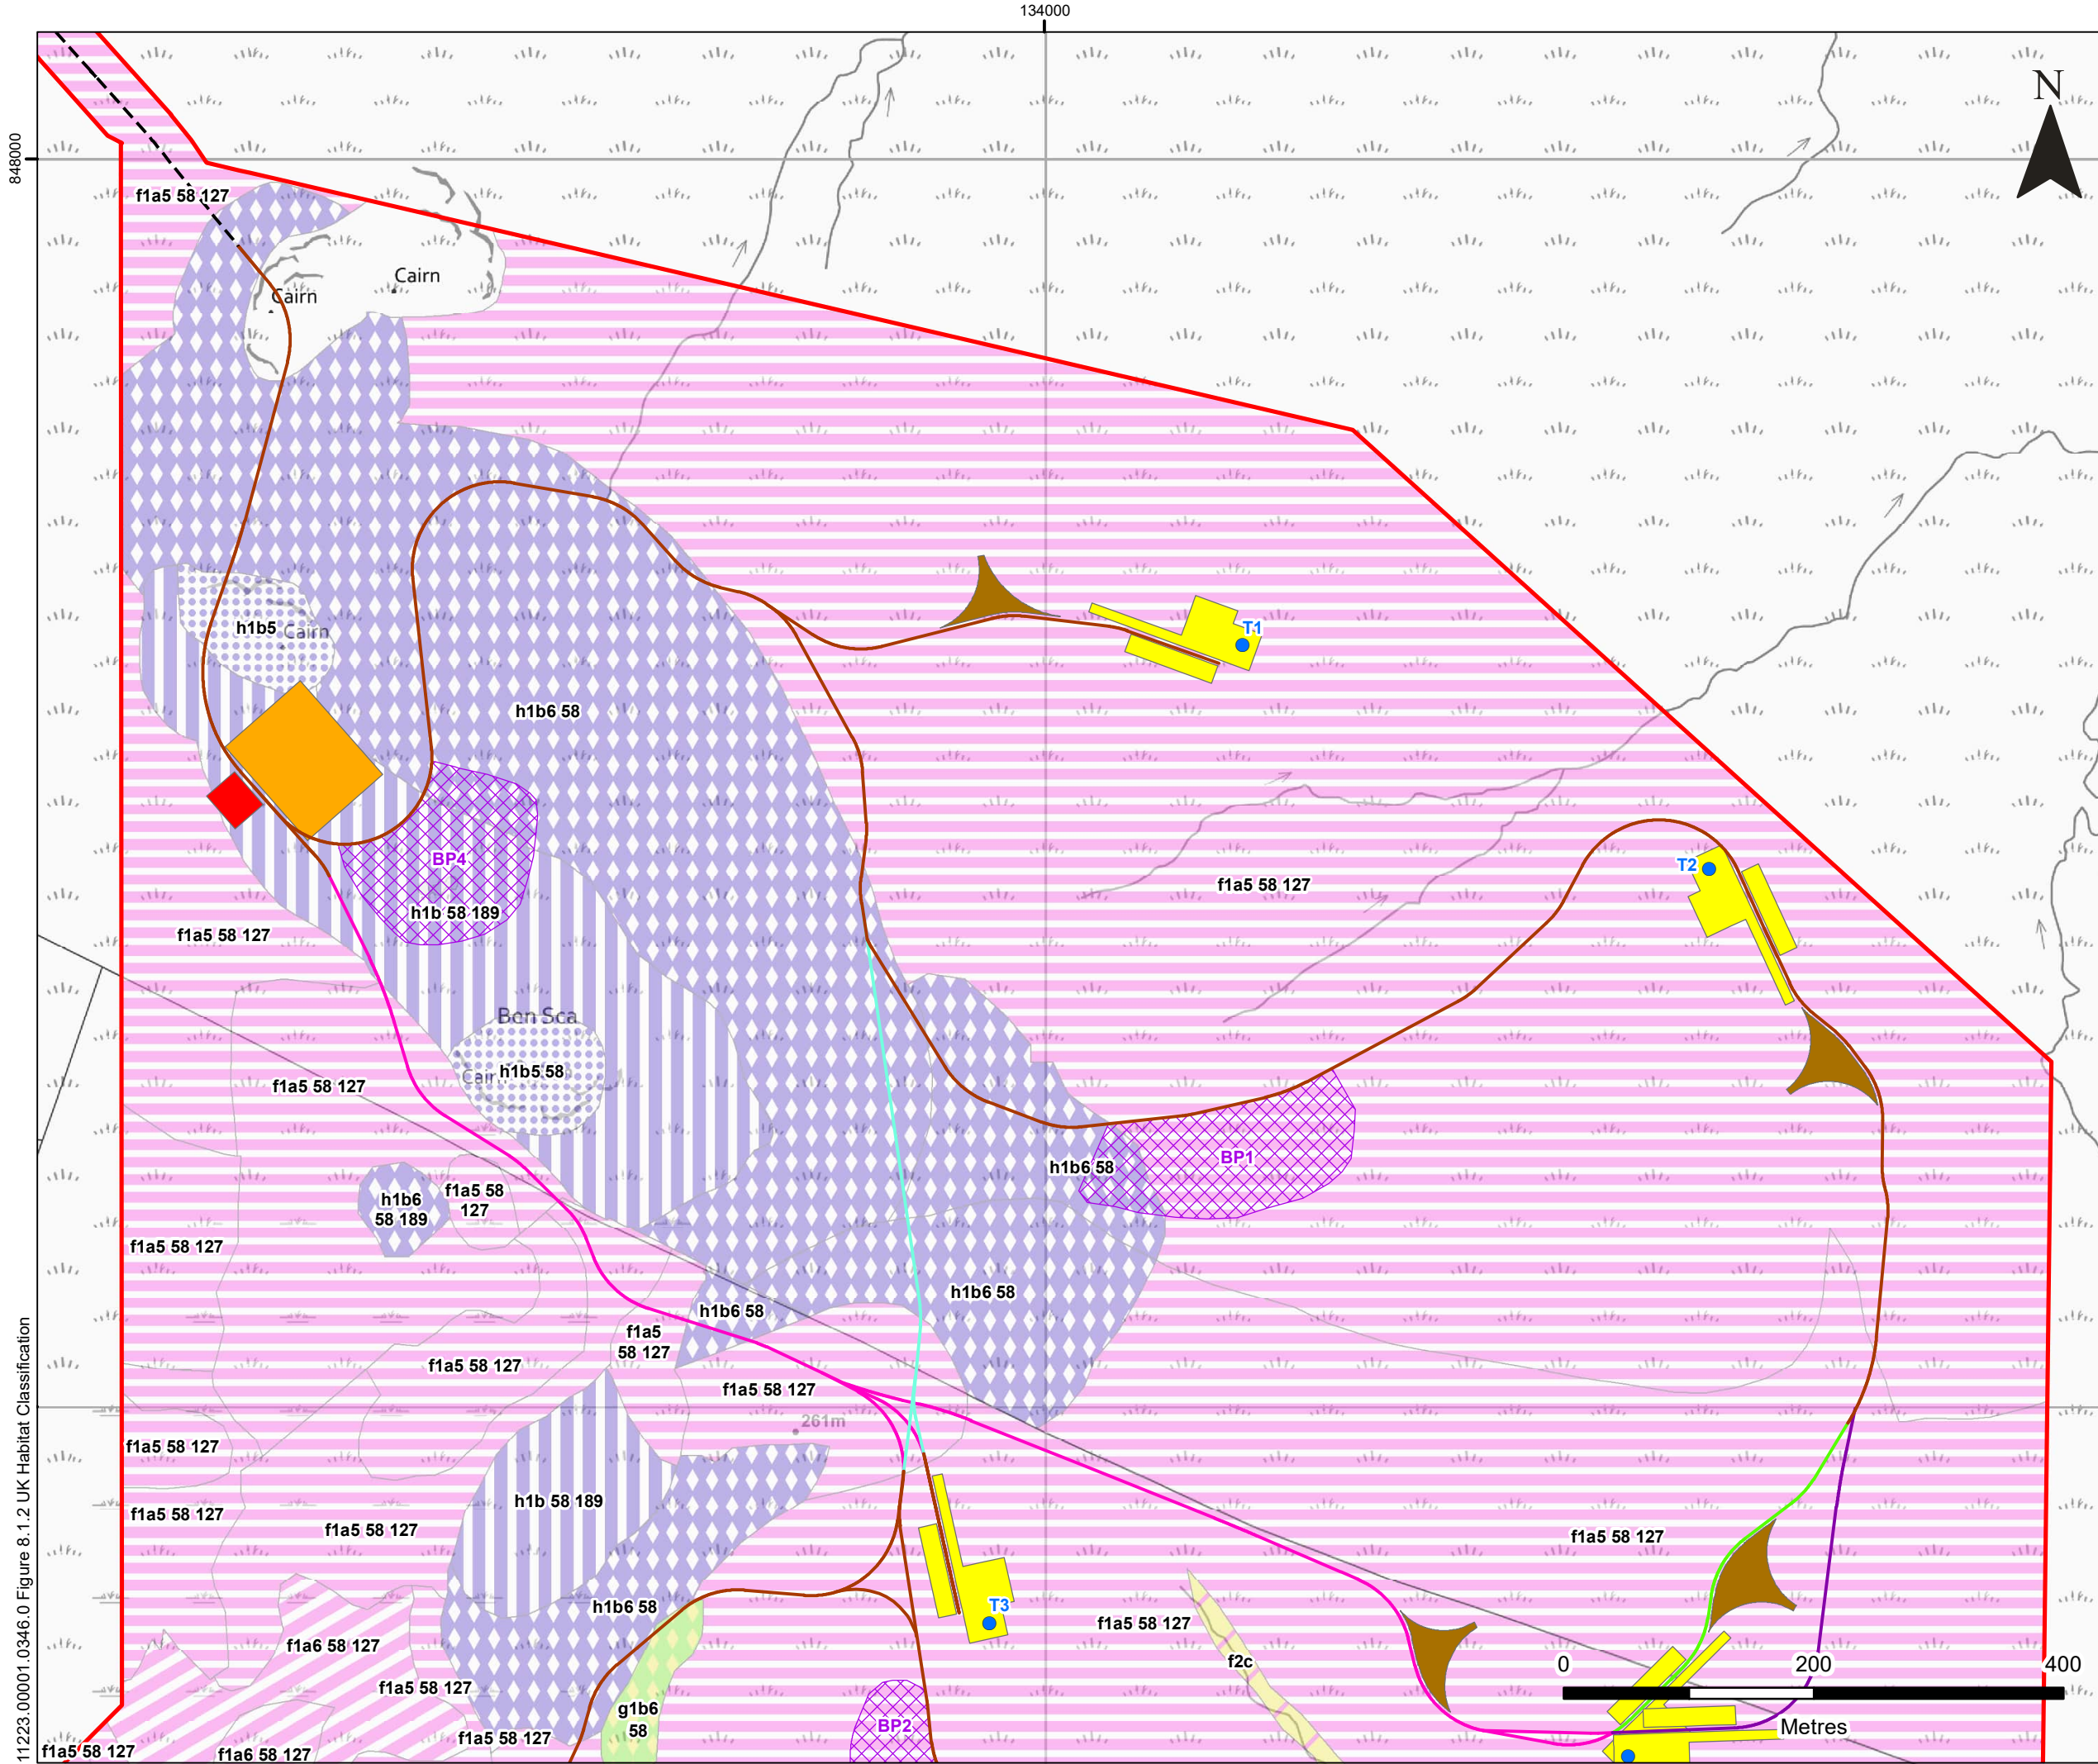 134000
848000
N
f1a5 58 127
Cairn
Cairn
h1b5
Cairn
T1
h1b6 58
BP4
T2
f1a5 58 127
h1b 58 189
f1a5 58 127
Ben Sca
Cairn
h1b5 58
f1a5 58 127
BP1
h1b6 58
h1b6
58 189
f1a5 58
127
f1a5 58 127
h1b6 58
h1b6 58
f1a5
58 127
f1a5 58 127
f1a5 58 127
261m
f1a5 58 127
h1b 58 189
f1a5 58 127
f1a5 58 127
f1a5 58 127
h1b6 58
T3
f1a5 58 127
f1a6 58 127
f2c
0
200
400
f1a5 58 127
g1b6
58
BP2
Metres
f1a5 58 127
f1a5 58 127
f1a6 58 127
11223.00001.0346.0 Figure 8.1.2 UK Habitat Classification